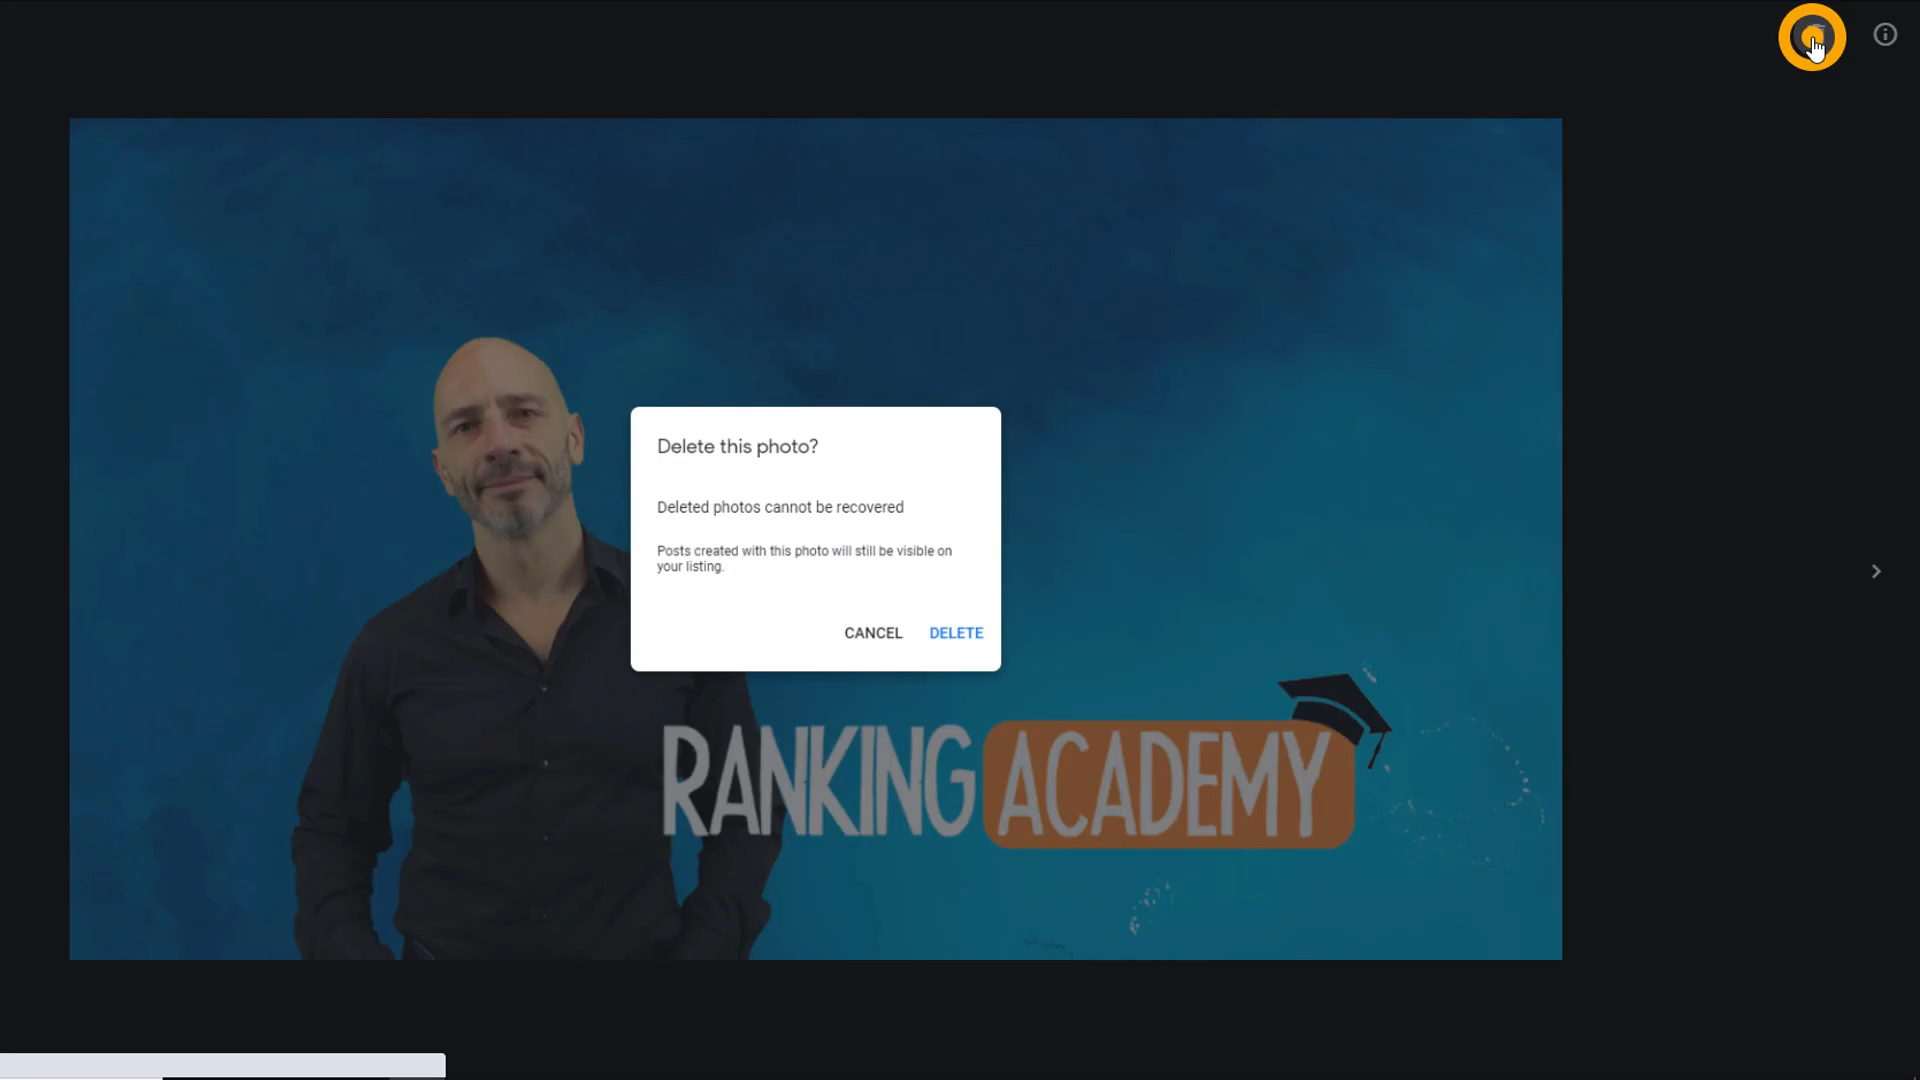 Delete this photo?
Deleted photos cannot be recovered
Posts created with this photo will still be visible on
your listing.
CANCEL DELETE
RANKING ACADEMY